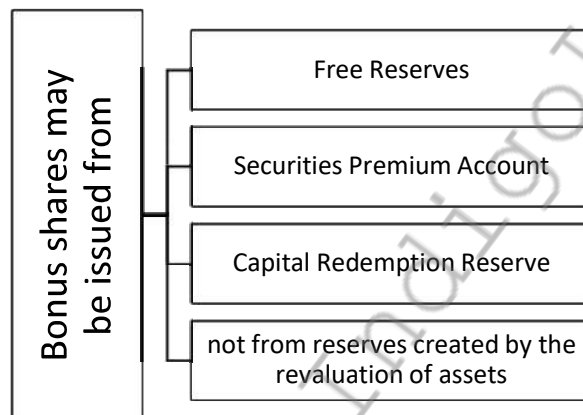 Bonus shares may
be issued from
Free Reserves
Securities Premium Account
Capital Redemption Reserve
not from reserves created by the
revaluation of assets
Indigo